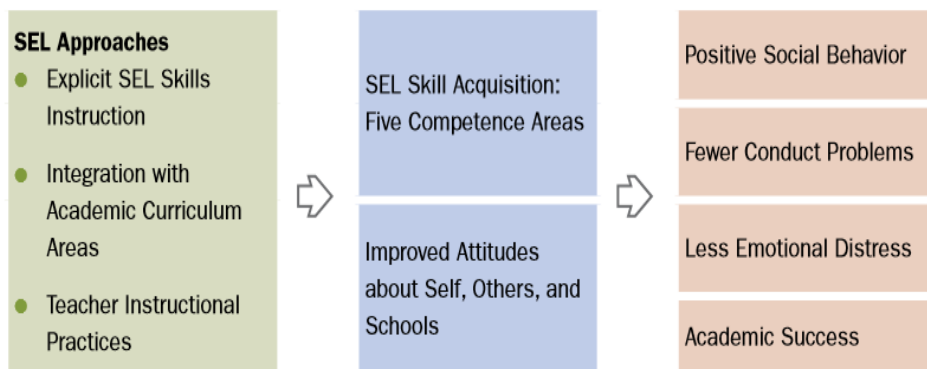 SEL Approaches
Explicit SEL Skills
Instruction
Integration with
Academic Curriculum
Areas
Teacher Instructional
Practices
SEL Skill Acquisition:
Five Competence Areas
Improved Attitudes
about Self, Others, and
Schools
Positive Social Behavior
Fewer Conduct Problems
Less Emotional Distress
Academic Success